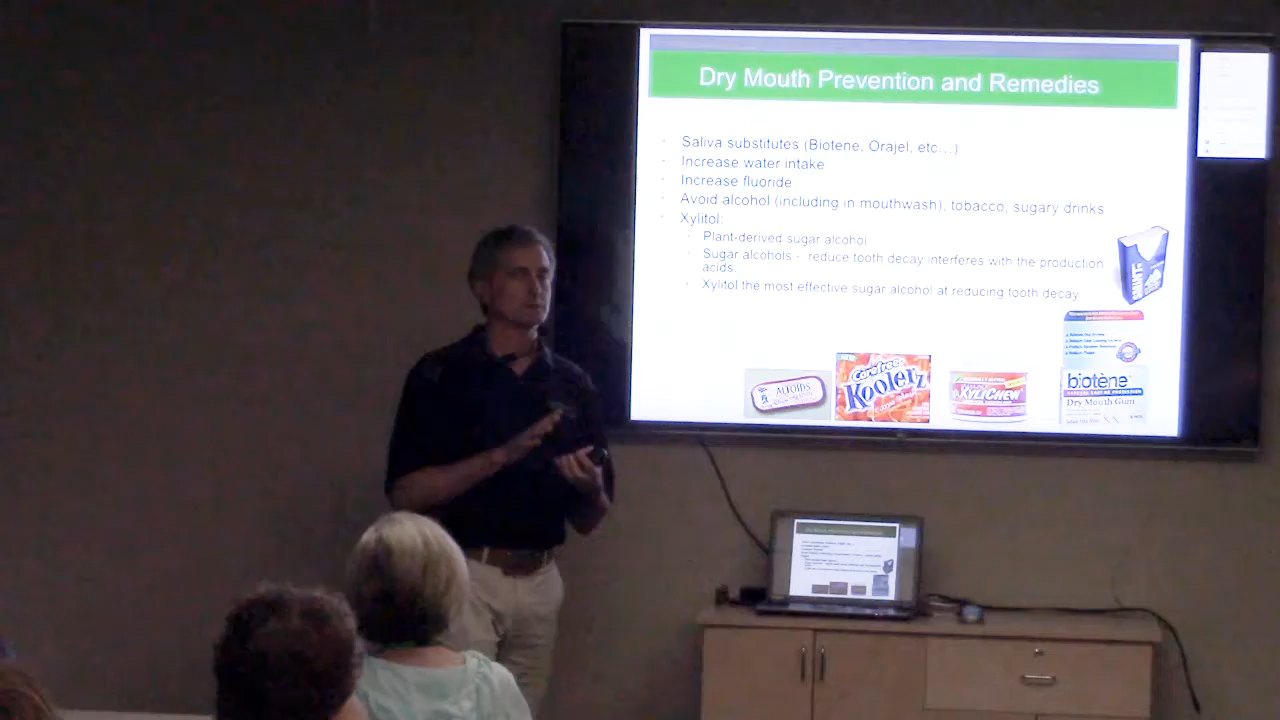 Dry Mouth Prevention and Remedies
Saliva substitutes (Biotene, Orajel, etc...)
Increase water intake
Increase fluoride
Avoid alcohol (including in mouthwash), tobacco, sugary drinks
Xylitol:
Plant-derived sugar alcohol
Sugar alcohols - reduce tooth decay interferes with the production
acids.
Xylitol the most effective sugar alcohol at reducing tooth decay
ALTOIDS
Carefree
Koolerz
XYLICHEW
biotène
Dry Mouth Gum